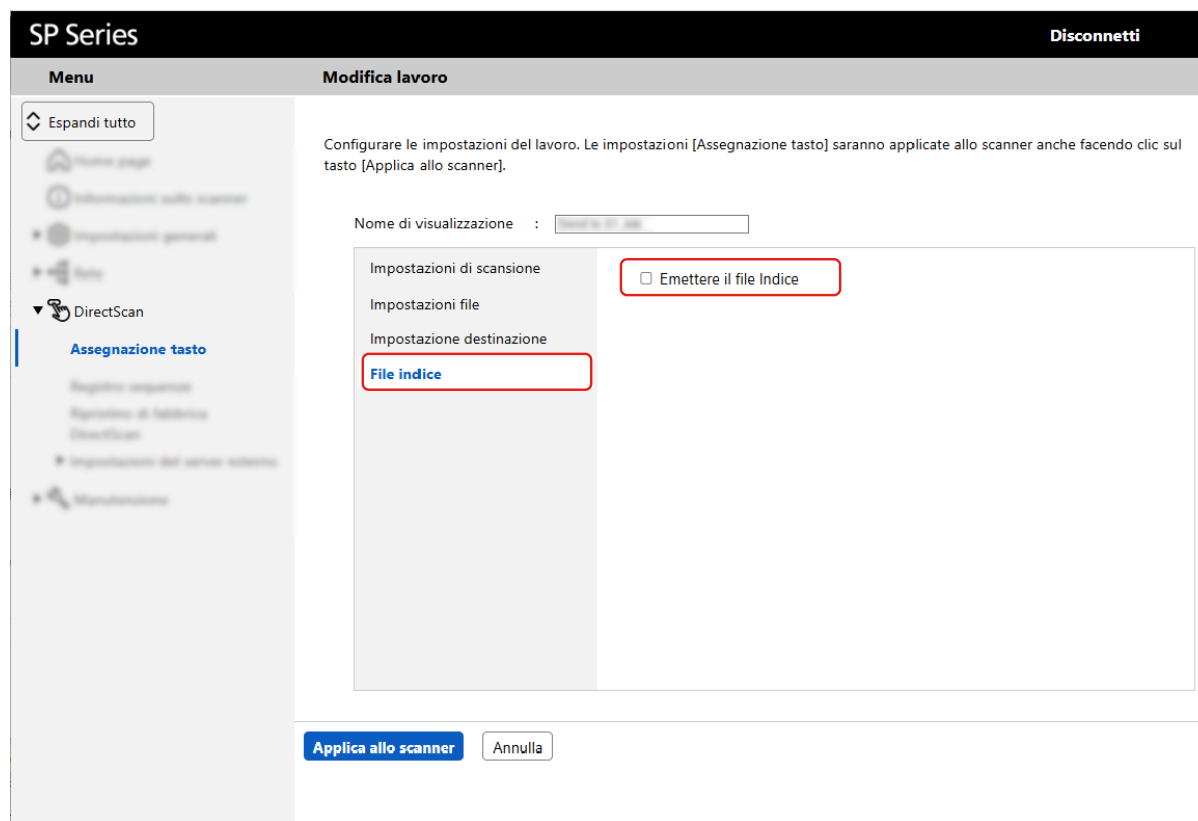 SP Series
Disconnetti
Menu
Modifica lavoro
Espandi tutto
DirectScan
Assegnazione tasto
Configurare le impostazioni del lavoro. Le impostazioni [Assegnazione tasto] saranno applicate allo scanner anche facendo clic sul
tasto [Applica allo scanner].
Nome di visualizzazione :
Impostazioni di scansione
Impostazioni file
Impostazione destinazione
File indice
Emettere il file Indice
Applica allo scanner
Annulla